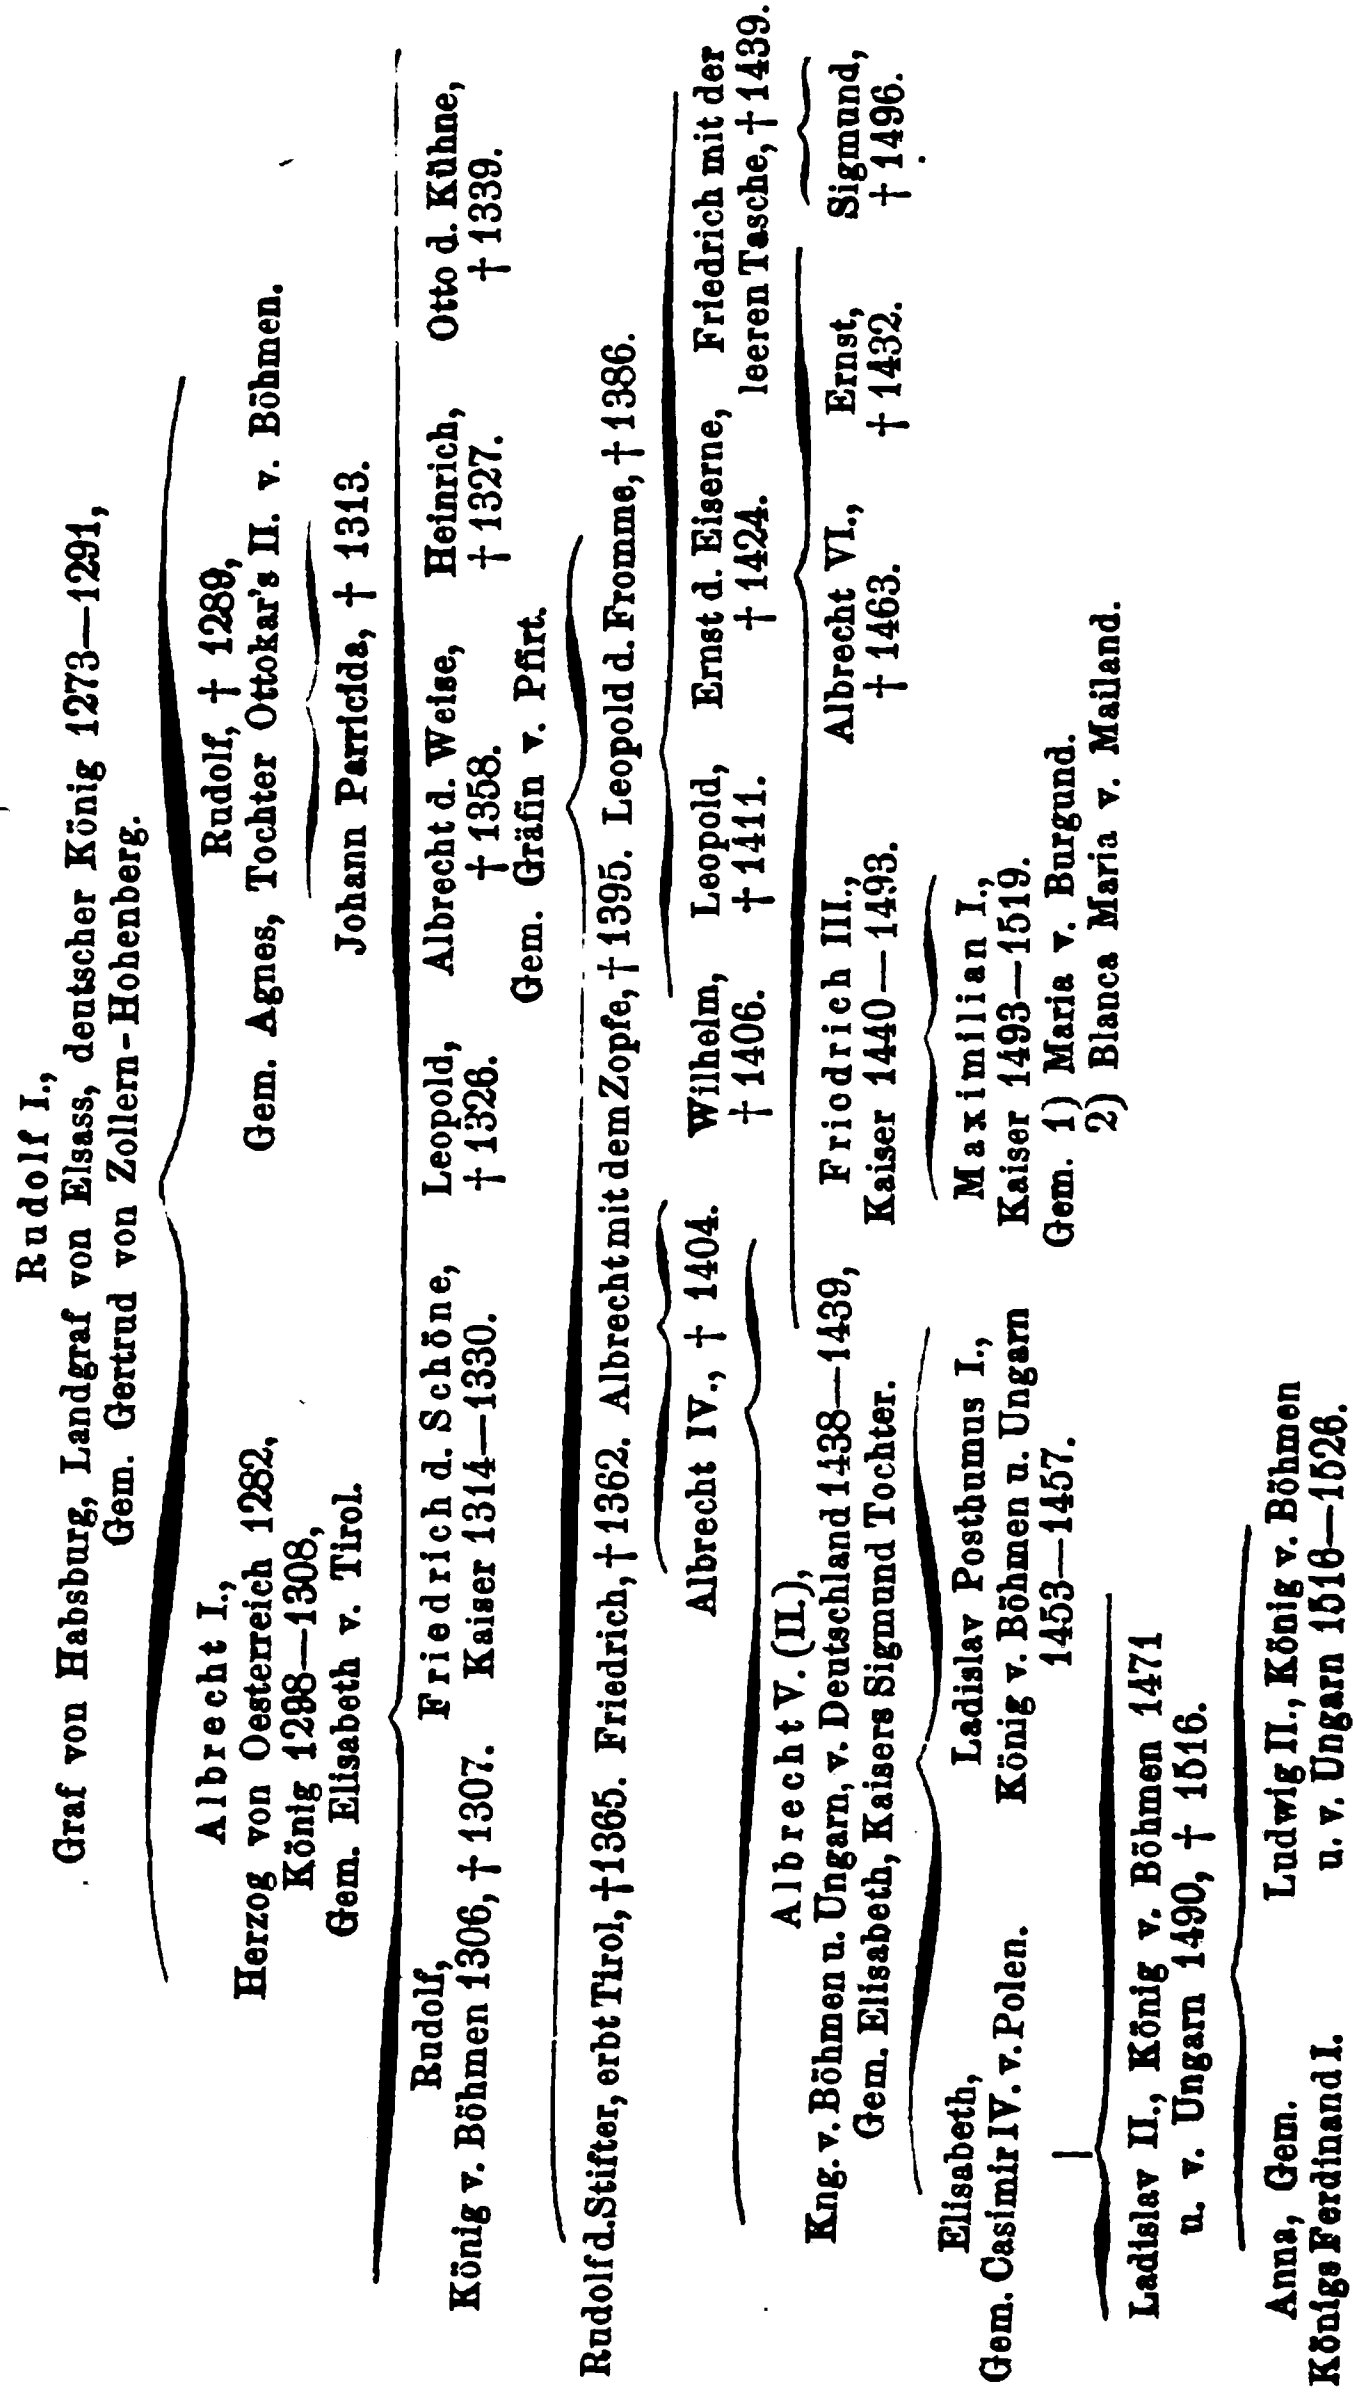 Rudolf I.,
Graf von Habsburg, Landgraf von Elsass, deutscher König 1273—1291,
Gem. Gertrud von Zollern-Hohenberg.
Albrecht I.,
Herzog von Oesterreich 1282,
König 1298—1308,
Gem. Elisabeth v. Tirol.
Rudolf, † 1289,
Gem. Agnes, Tochter Ottokar's II. v. Böhmen.
Johann Parricida, † 1313.
Rudolf,
König v. Böhmen 1306, † 1307.
Friedrich d. Schöne,
Kaiser 1314—1330.
Leopold,
† 1326.
Albrecht d. Weise,
† 1358.
Gem. Gräfin v. Pfirt.
Heinrich,
† 1327.
Otto d. Kühne,
† 1339.
Rudolf d. Stifter, erbt Tirol, † 1365. Friedrich, † 1362. Albrecht mit dem Zopfe, † 1395. Leopold d. Fromme, † 1386.
Albrecht IV., † 1404.
Wilhelm,
† 1406.
Leopold,
† 1411.
Ernst d. Eiserne,
† 1424.
Friedrich mit der
leeren Tasche, † 1439.
Albrecht V. (II.),
Kng. v. Böhmen u. Ungarn, v. Deutschland 1438—1439,
Gem. Elisabeth, Kaisers Sigmund Tochter.
Friedrich III.,
Kaiser 1440—1493.
Albrecht VI.,
† 1463.
Ernst,
† 1432.
Sigmund,
† 1496.
Elisabeth,
Gem. Casimir IV. v. Polen.
Ladislav Posthumus I.,
König v. Böhmen u. Ungarn
1453—1457.
Maximilian I.,
Kaiser 1493—1519.
Gem. 1) Maria v. Burgund.
2) Blanca Maria v. Mailand.
Ladislav II., König v. Böhmen 1471
u. v. Ungarn 1490, † 1516.
Anna, Gem.
Königs Ferdinand I.
Ludwig II., König v. Böhmen
u. v. Ungarn 1516—1526.